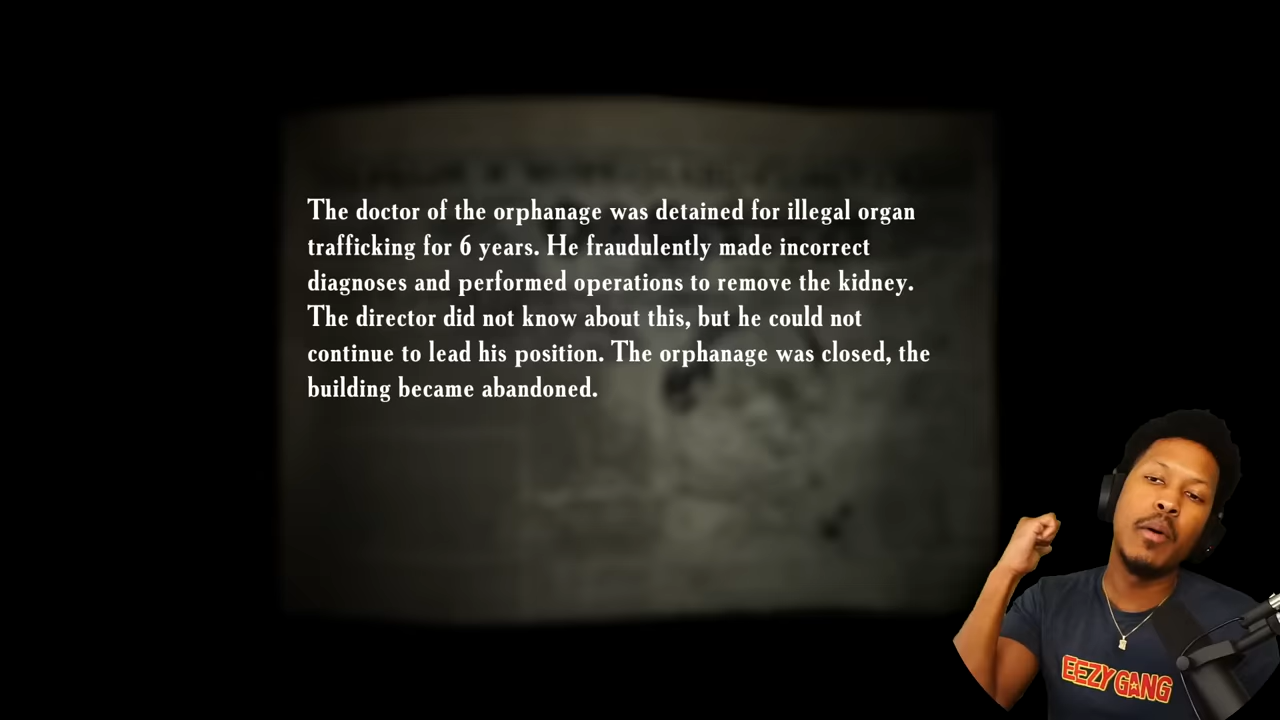 The doctor of the orphanage was detained for illegal organ
trafficking for 6 years. He fraudulently made incorrect
diagnoses and performed operations to remove the kidney.
The director did not know about this, but he could not
continue to lead his position. The orphanage was closed, the
building became abandoned.
EEZY GANG